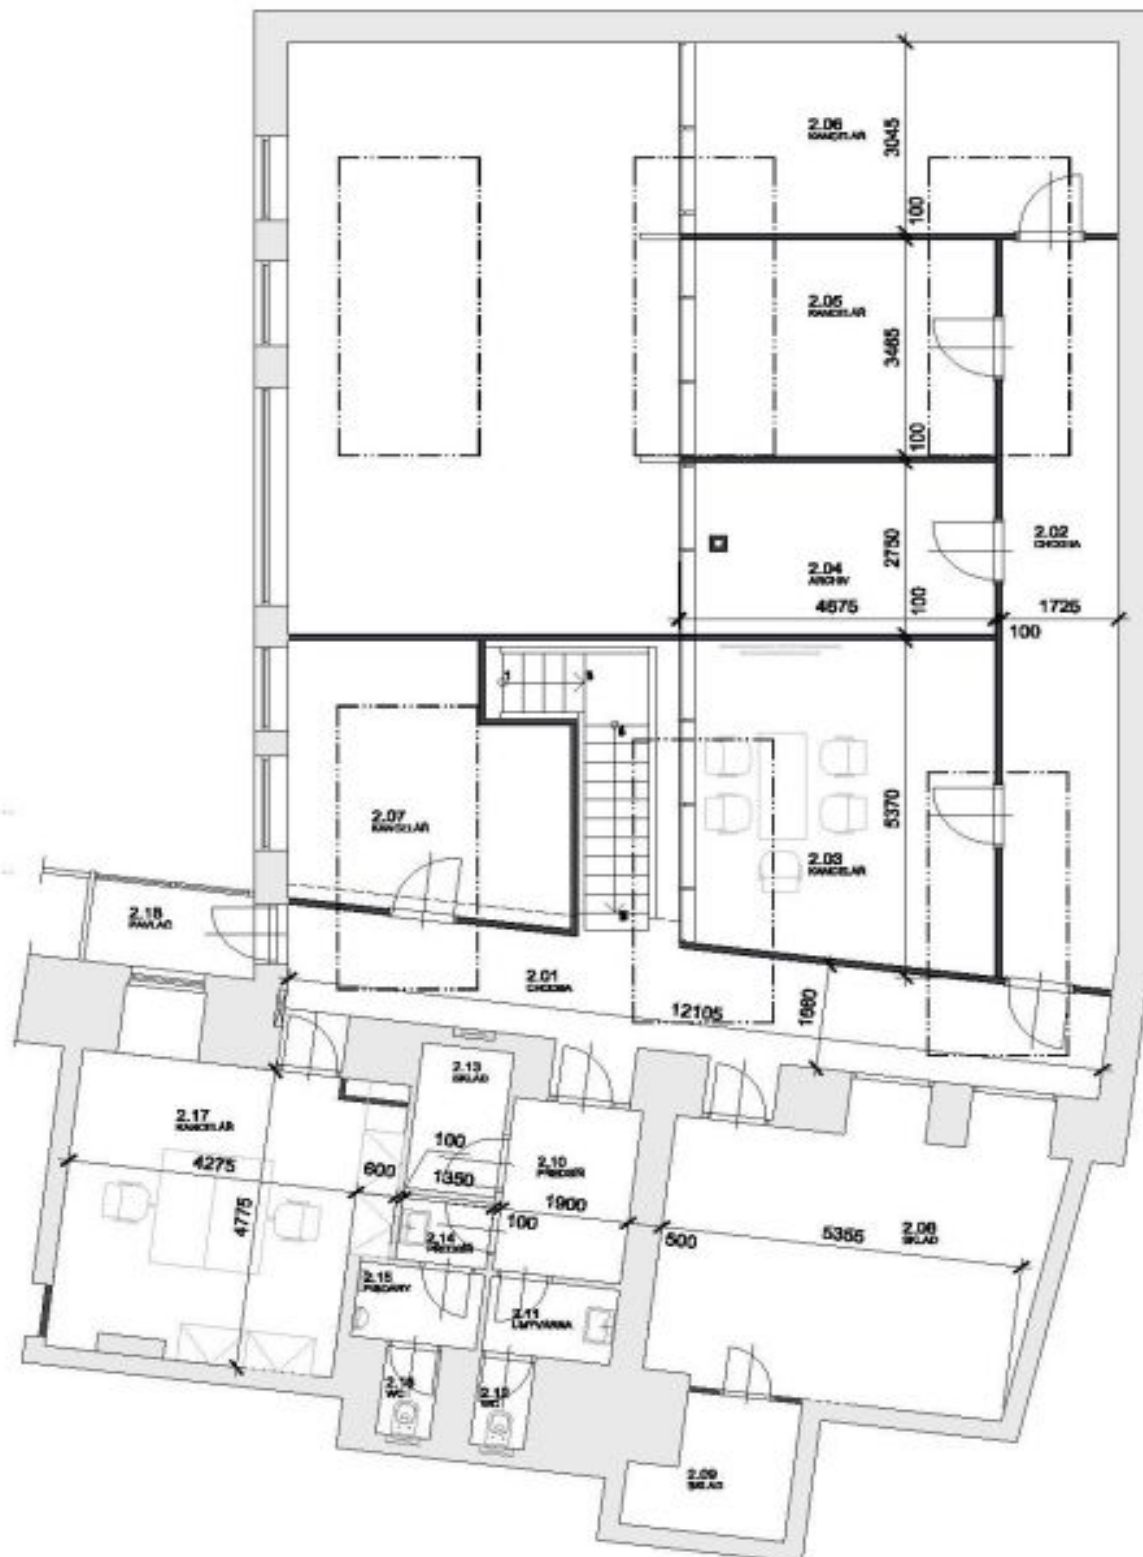 2.06
KANCELÁŘ
3045
100
2.05
KANCELÁŘ
3465
100
2.04
ARCHIV
2750
4675
100
2.02
CHODBA
1725
100
2.07
KANCELÁŘ
1
5370
2.03
KANCELÁŘ
2.18
PAVLAČ
2.01
CHODBA
12105
1660
2.17
KANCELÁŘ
4275
4775
600
2.13
SKLAD
100
1350
2.10
PŘEDSÍŇ
1900
100
2.14
PŘEDSÍŇ
500
5355
2.08
SKLAD
2.15
PISOÁRY
2.11
UMÝVÁRNA
2.16
WC
2.12
WC
2.09
SKLAD